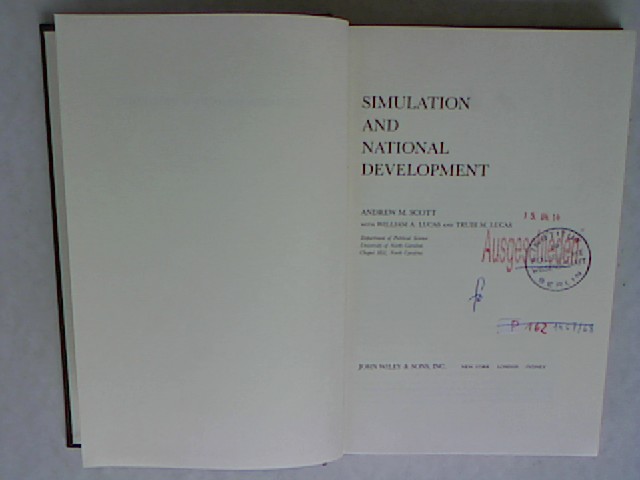 SIMULATION
AND
NATIONAL
DEVELOPMENT
ANDREW M. SCOTT
WITH WILLIAM A. LUCAS AND TRUDI M. LUCAS
Department of Political Science
University of North Carolina
Chapel Hill, North Carolina
Ausgeschieden
BERLIN
P 162
JOHN WILEY & SONS, INC.
NEW YORK LONDON SYDNEY